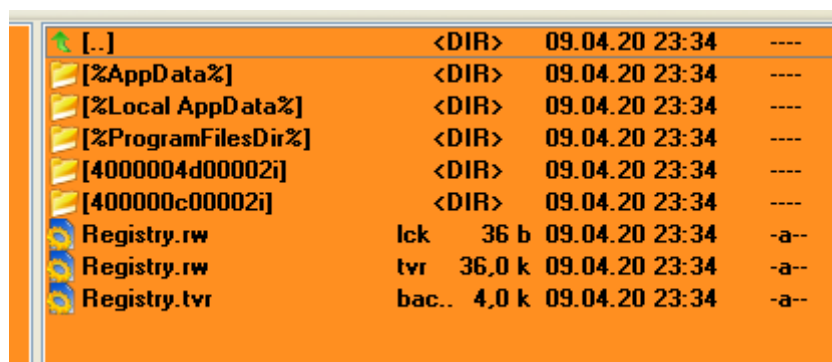 [..] <DIR> 09.04.20 23:34 ----
[%AppData%] <DIR> 09.04.20 23:34 ----
[%Local AppData%] <DIR> 09.04.20 23:34 ----
[%ProgramFilesDir%] <DIR> 09.04.20 23:34 ----
[4000004d00002i] <DIR> 09.04.20 23:34 ----
[400000c00002i] <DIR> 09.04.20 23:34 ----
Registry.rw lck 36 b 09.04.20 23:34 -a--
Registry.rw tvr 36,0 k 09.04.20 23:34 -a--
Registry.tvr bac.. 4,0 k 09.04.20 23:34 -a--